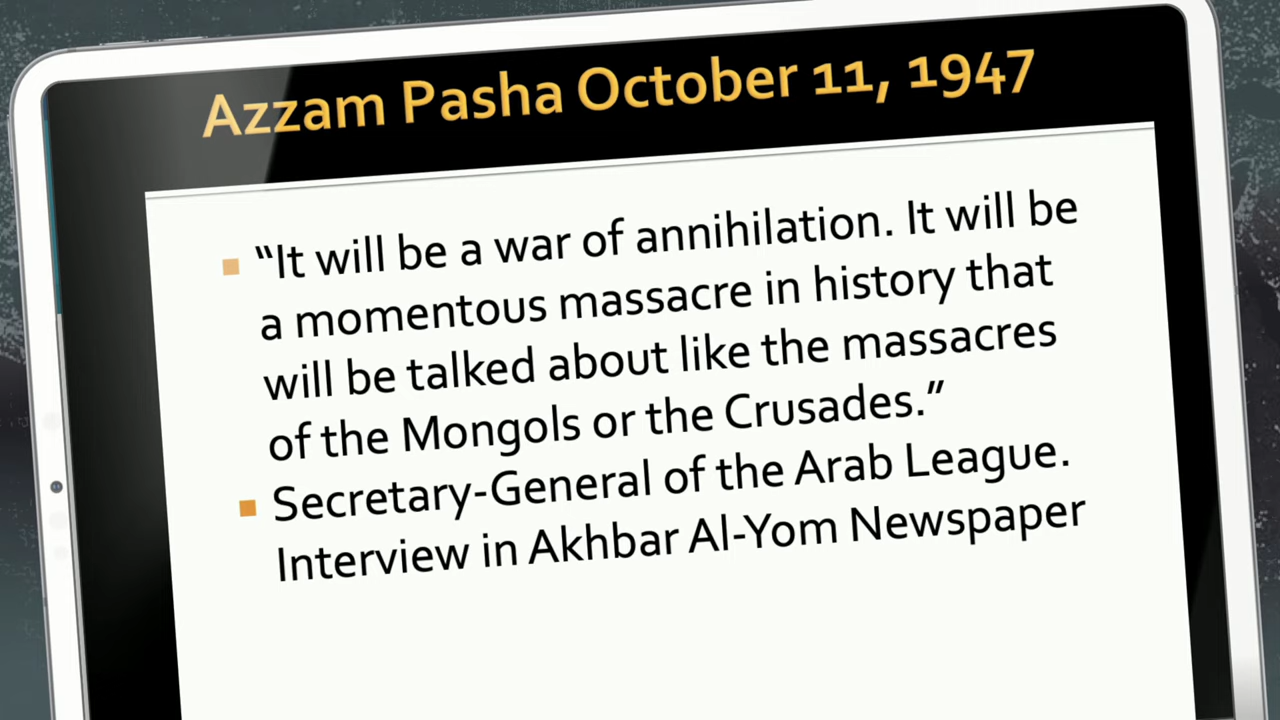 Azzam Pasha October 11, 1947
“It will be a war of annihilation. It will be
a momentous massacre in history that
will be talked about like the massacres
of the Mongols or the Crusades.”
Secretary-General of the Arab League.
Interview in Akhbar Al-Yom Newspaper